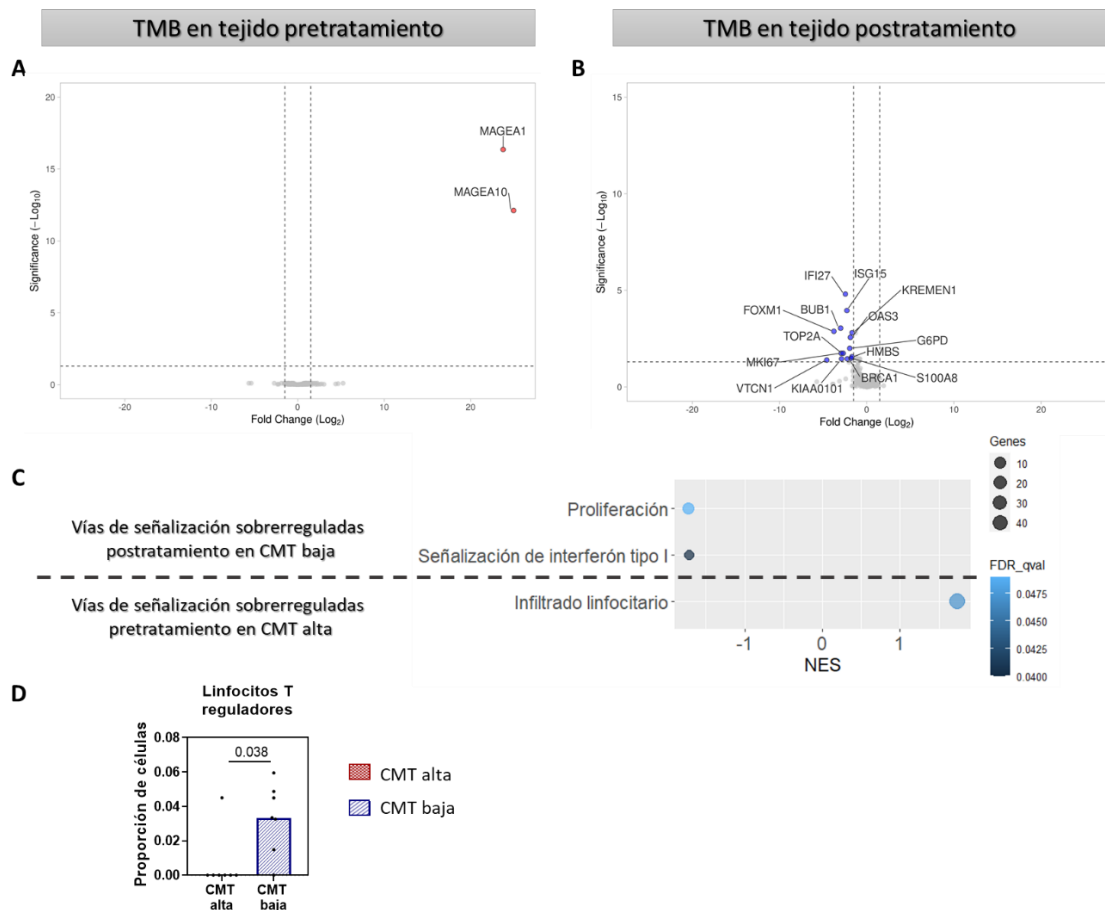 TMB en tejido pretratamiento
TMB en tejido postratamiento
A
20
15
10
5
0
Significance (−Log10)
-20
-10
0
10
20
Fold Change (Log2)
MAGEA1
MAGEA10
B
15
10
5
0
Significance (−Log10)
-20
-10
0
10
20
Fold Change (Log2)
IFI27
ISG15
KREMEN1
FOXM1
BUB1
OAS3
TOP2A
G6PD
HMBS
MKI67
BRCA1
S100A8
VTCN1
KIAA0101
C
Vías de señalización sobrerreguladas
postratamiento en CMT baja
Vías de señalización sobrerreguladas
pretratamiento en CMT alta
Proliferación
Señalización de interferón tipo I
Infiltrado linfocitario
-1
0
1
NES
Genes
10
20
30
40
FDR_qval
0.0475
0.0450
0.0425
0.0400
D
Linfocitos T
reguladores
Proporción de células
0.08
0.06
0.04
0.02
0.00
0.038
CMT
alta
CMT
baja
CMT alta
CMT baja